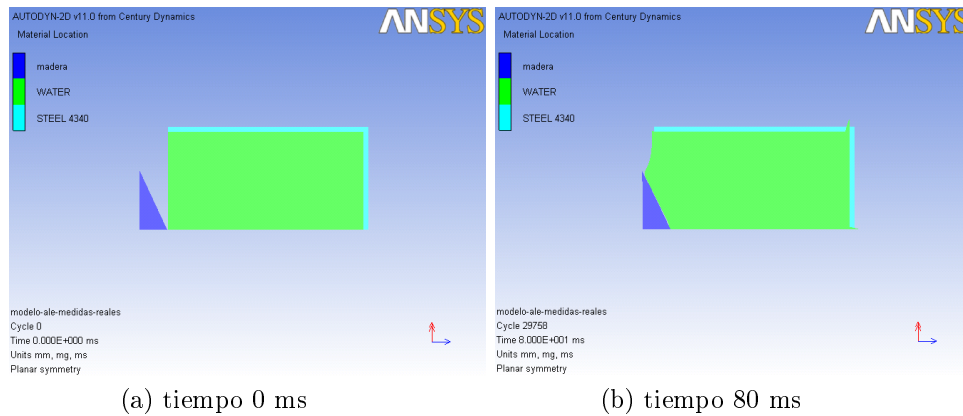 AUTODYN-2D v11.0 from Century Dynamics
Material Location
ANSYS
madera
WATER
STEEL 4340
modelo-ale-medidas-reales
Cycle 0
Time 0.000E+000 ms
Units mm, mg, ms
Planar symmetry
(a) tiempo 0 ms
AUTODYN-2D v11.0 from Century Dynamics
Material Location
ANSYS
madera
WATER
STEEL 4340
modelo-ale-medidas-reales
Cycle 29758
Time 8.000E+001 ms
Units mm, mg, ms
Planar symmetry
(b) tiempo 80 ms